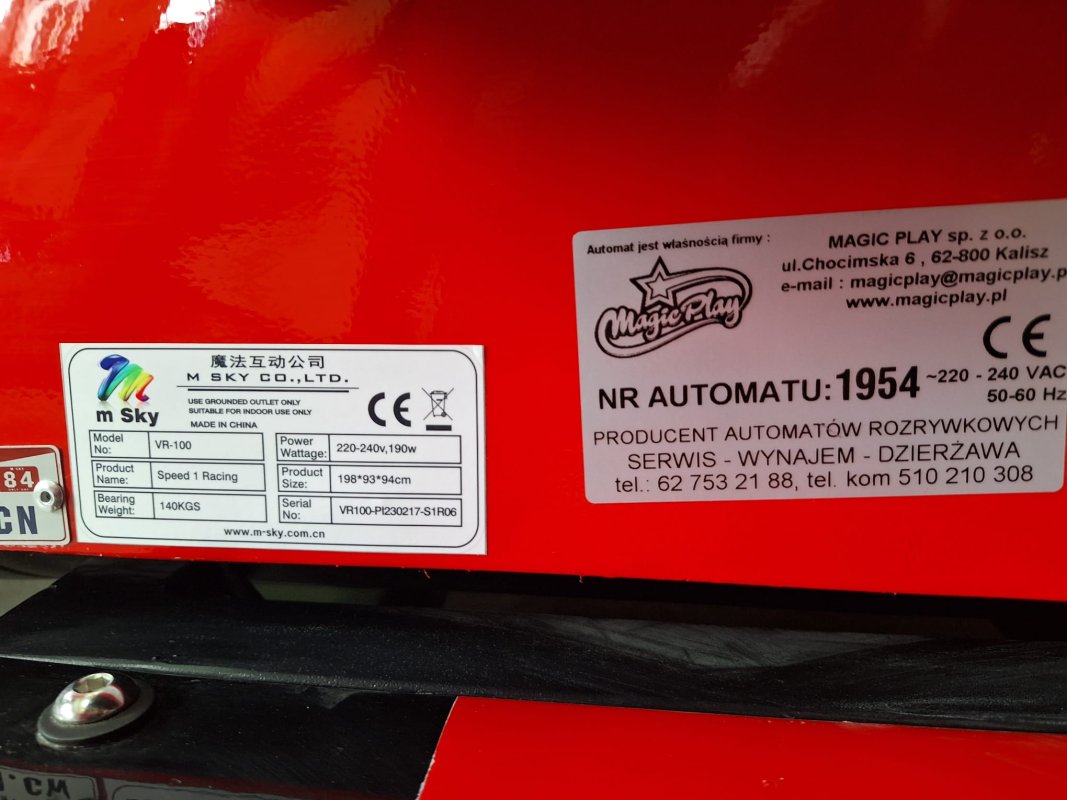 魔法互动公司
M SKY CO.,LTD.
m Sky
USE GROUNDED OUTLET ONLY
SUITABLE FOR INDOOR USE ONLY
MADE IN CHINA
CE
Model No: VR-100
Power Wattage: 220-240v,190w
Product Name: Speed 1 Racing
Product Size: 198*93*94cm
Bearing Weight: 140KGS
Serial No: VR100-PI230217-S1R06
www.m-sky.com.cn
84
CN
Automat jest własnością firmy :
MAGIC PLAY sp. z o.o.
ul.Chocimska 6 , 62-800 Kalisz
e-mail : magicplay@magicplay.p
www.magicplay.pl
Magic Play
CE
NR AUTOMATU: 1954 ~220 - 240 VAC
50-60 Hz
PRODUCENT AUTOMATÓW ROZRYWKOWYCH
SERWIS - WYNAJEM - DZIERŻAWA
tel.: 62 753 21 88, tel. kom 510 210 308